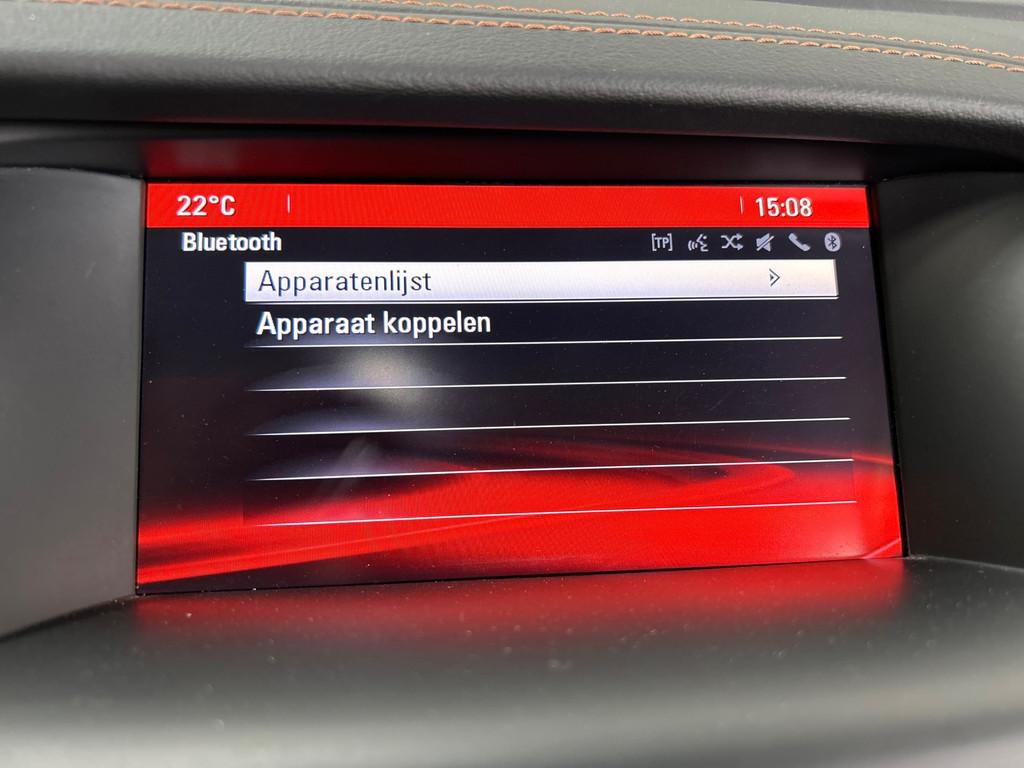 22°C 15:08
Bluetooth [TP]
Apparatenlijst
Apparaat koppelen